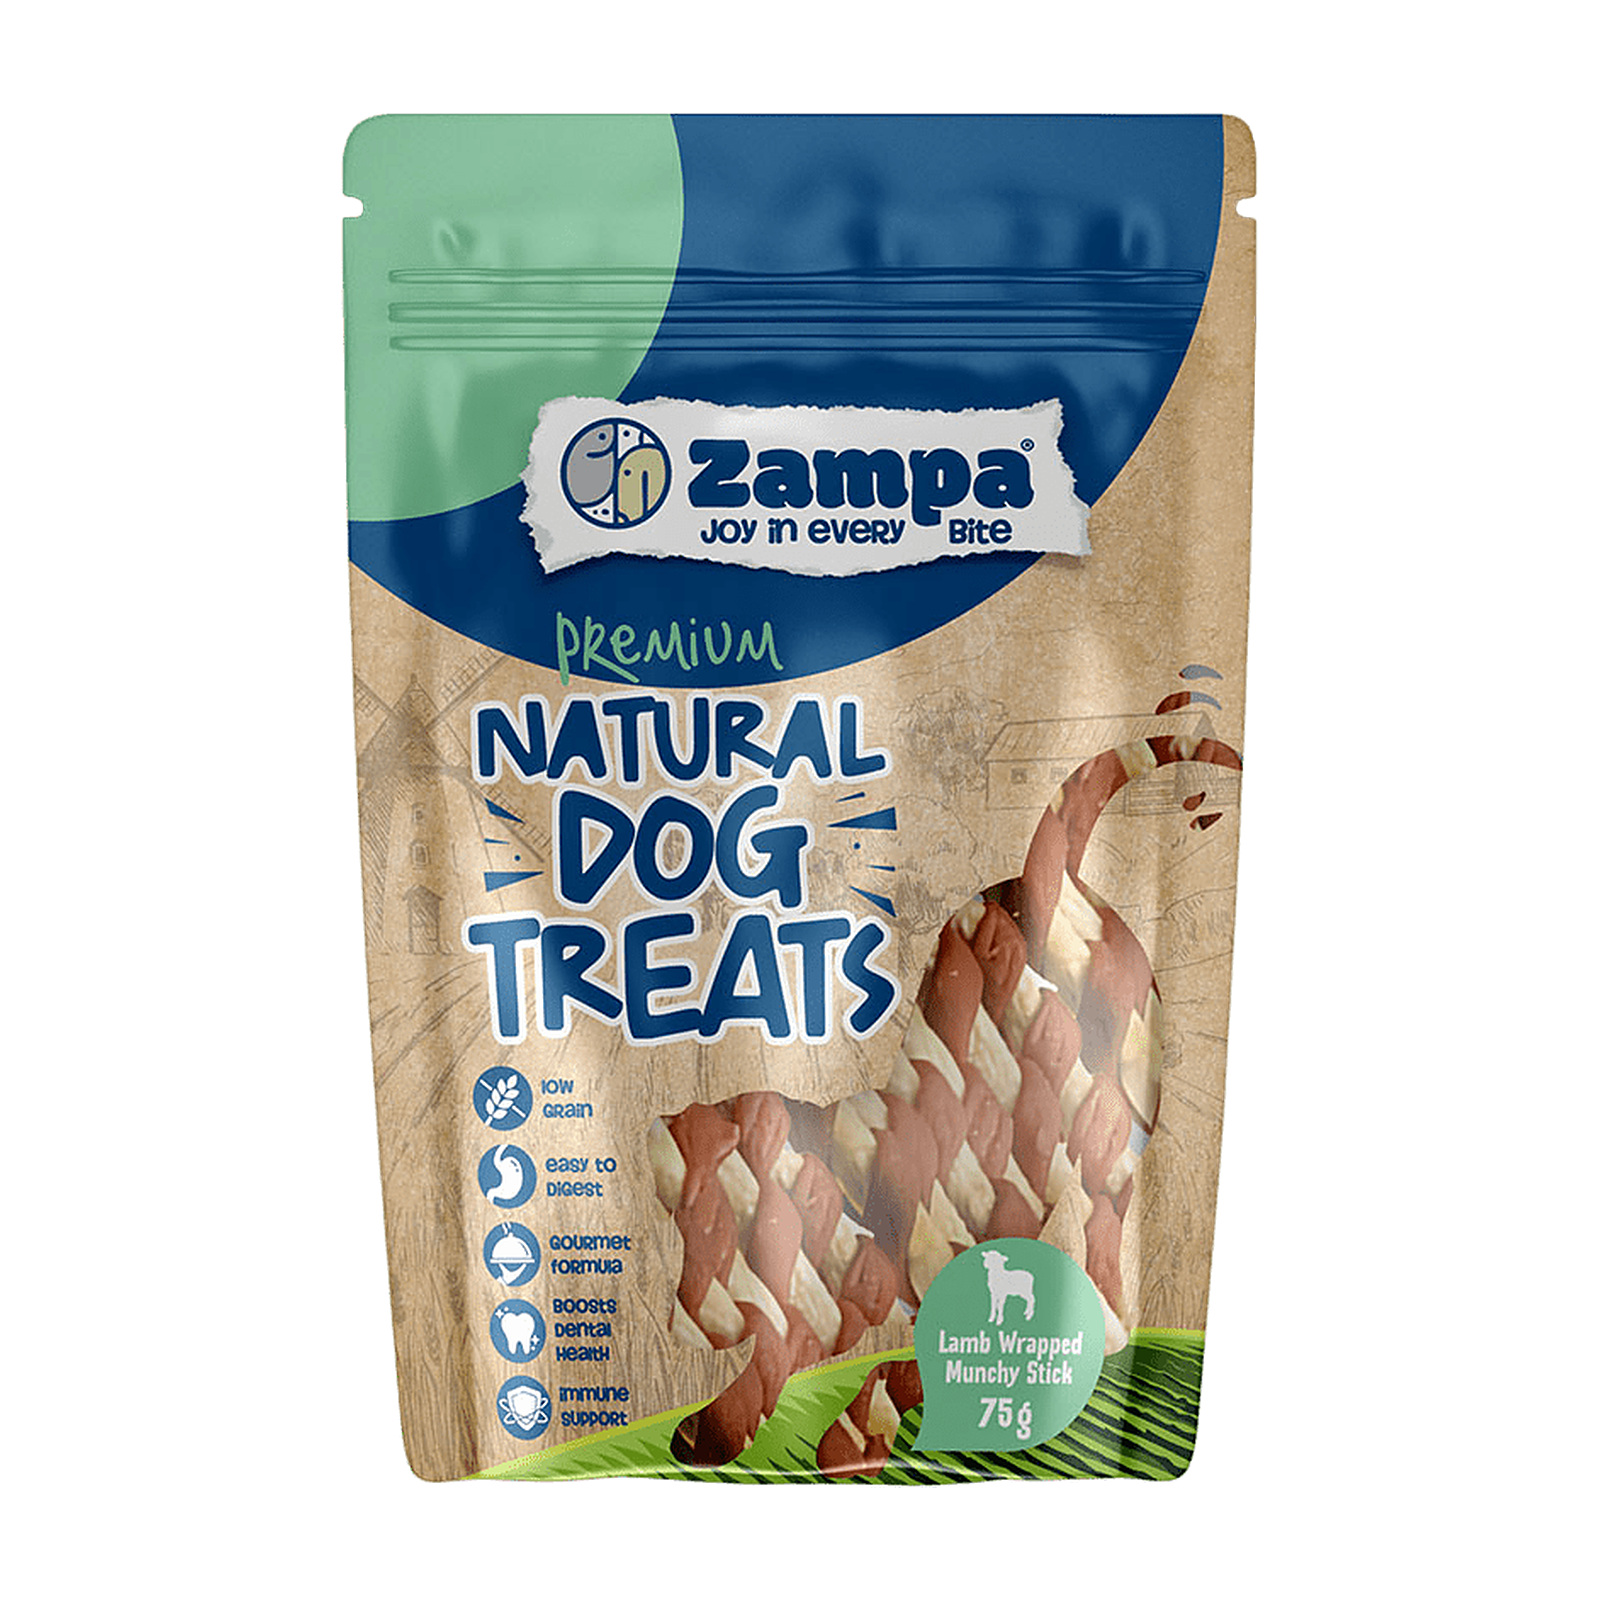 Zampa®
JOY in eVeRY Bite
PReMiUM
NATURAL
DOG
TREATS
low
GRain
easy to
Digest
GOURmet
formula
BOOSts
Dental
Health
immune
SUPPORt
Lamb Wrapped
Munchy Stick
75g